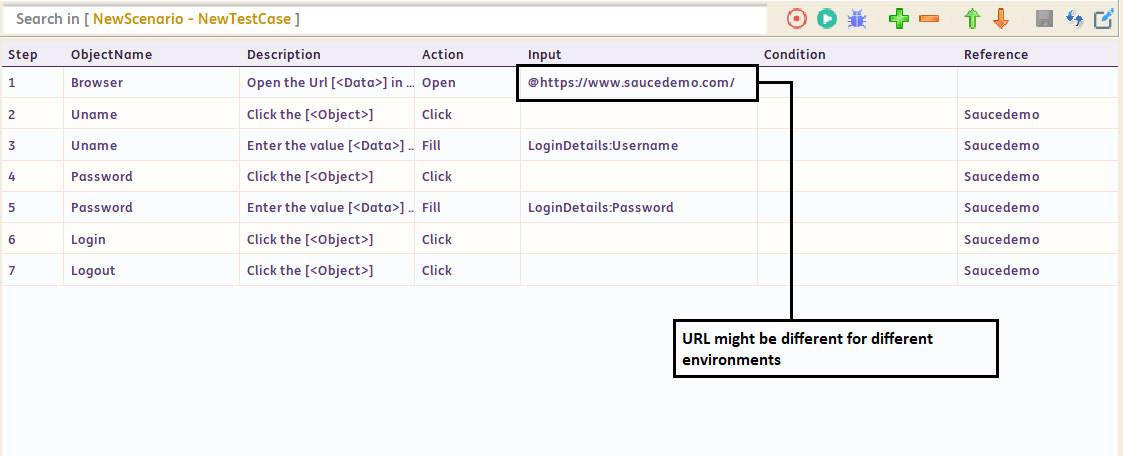 Search in [ NewScenario - NewTestCase ]
Step ObjectName Description Action Input Condition Reference
1 Browser Open the Url [<Data>] in ... Open @https://www.saucedemo.com/
2 Uname Click the [<Object>] Click Saucedemo
3 Uname Enter the value [<Data>] ... Fill LoginDetails:Username Saucedemo
4 Password Click the [<Object>] Click Saucedemo
5 Password Enter the value [<Data>] ... Fill LoginDetails:Password Saucedemo
6 Login Click the [<Object>] Click Saucedemo
7 Logout Click the [<Object>] Click Saucedemo
URL might be different for different
environments